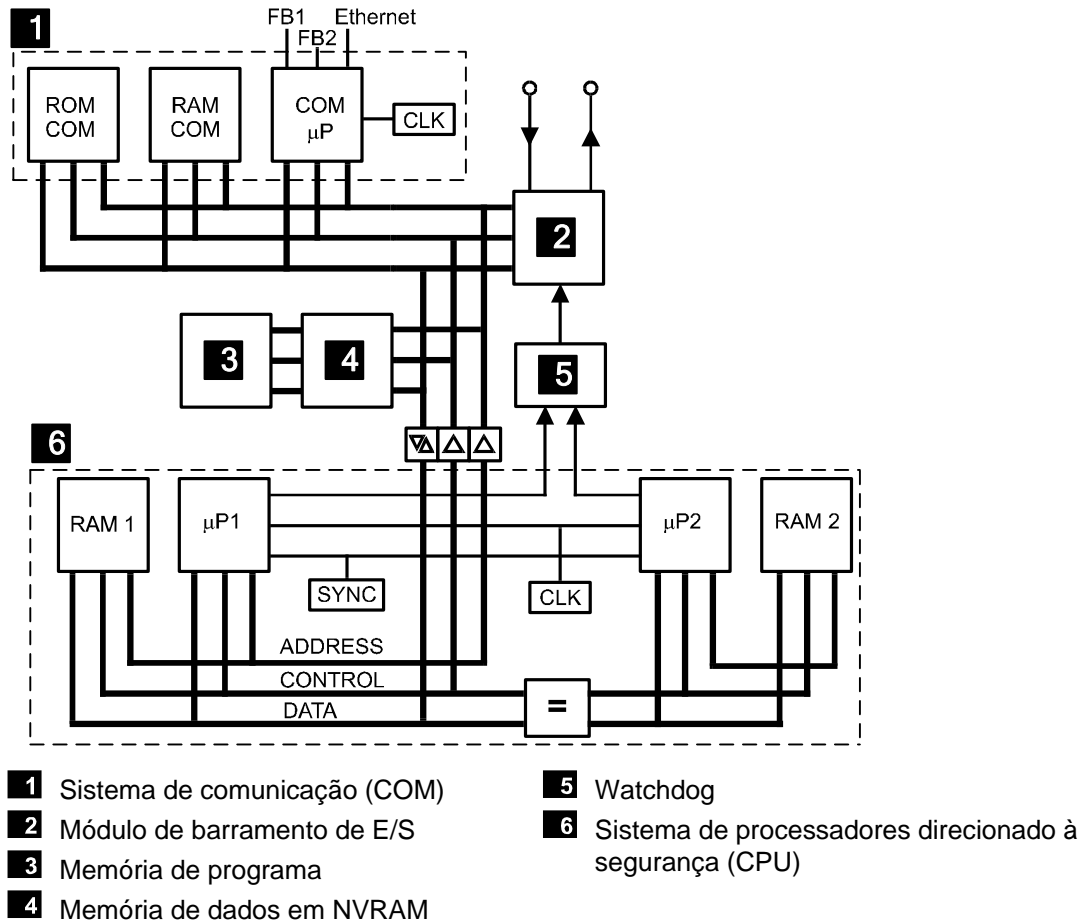 1
FB1 Ethernet
FB2
ROM
COM
RAM
COM
COM
μP
CLK
2
3
4
5
6
RAM 1
μP1
μP2
RAM 2
SYNC
CLK
ADDRESS
CONTROL
DATA
=
1 Sistema de comunicação (COM)
2 Módulo de barramento de E/S
3 Memória de programa
4 Memória de dados em NVRAM
5 Watchdog
6 Sistema de processadores direcionado à
segurança (CPU)